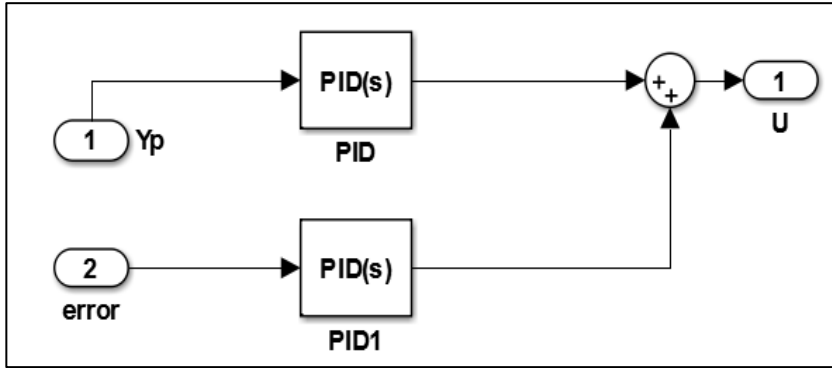 PID(s)
PID
1
Yp
+
+
1
U
2
error
PID(s)
PID1